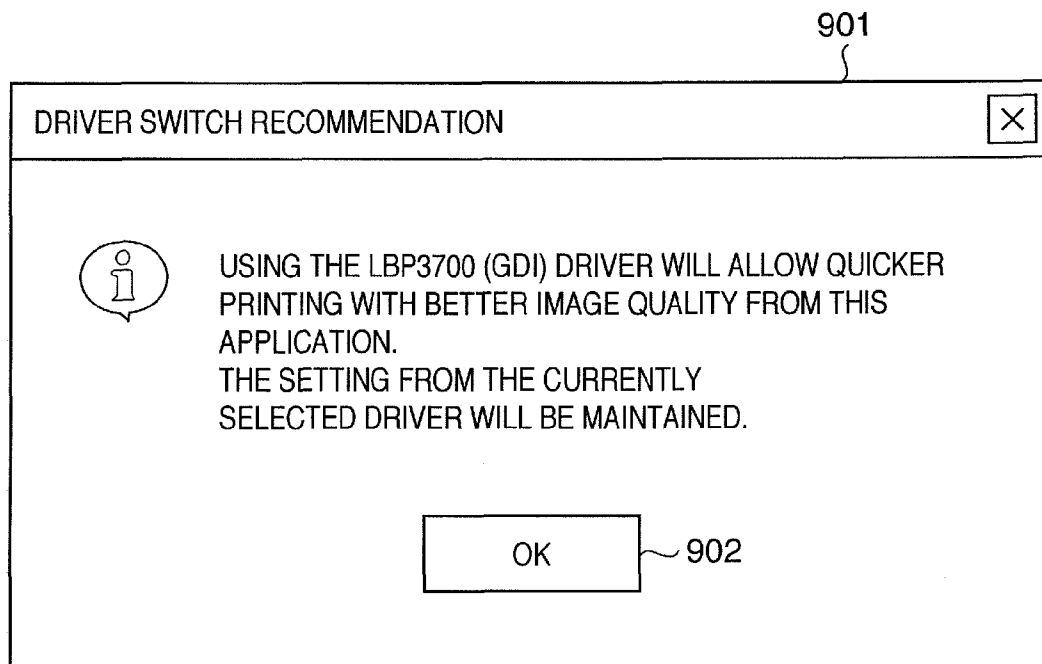 901
DRIVER SWITCH RECOMMENDATION
USING THE LBP3700 (GDI) DRIVER WILL ALLOW QUICKER
PRINTING WITH BETTER IMAGE QUALITY FROM THIS
APPLICATION.
THE SETTING FROM THE CURRENTLY
SELECTED DRIVER WILL BE MAINTAINED.
OK
902